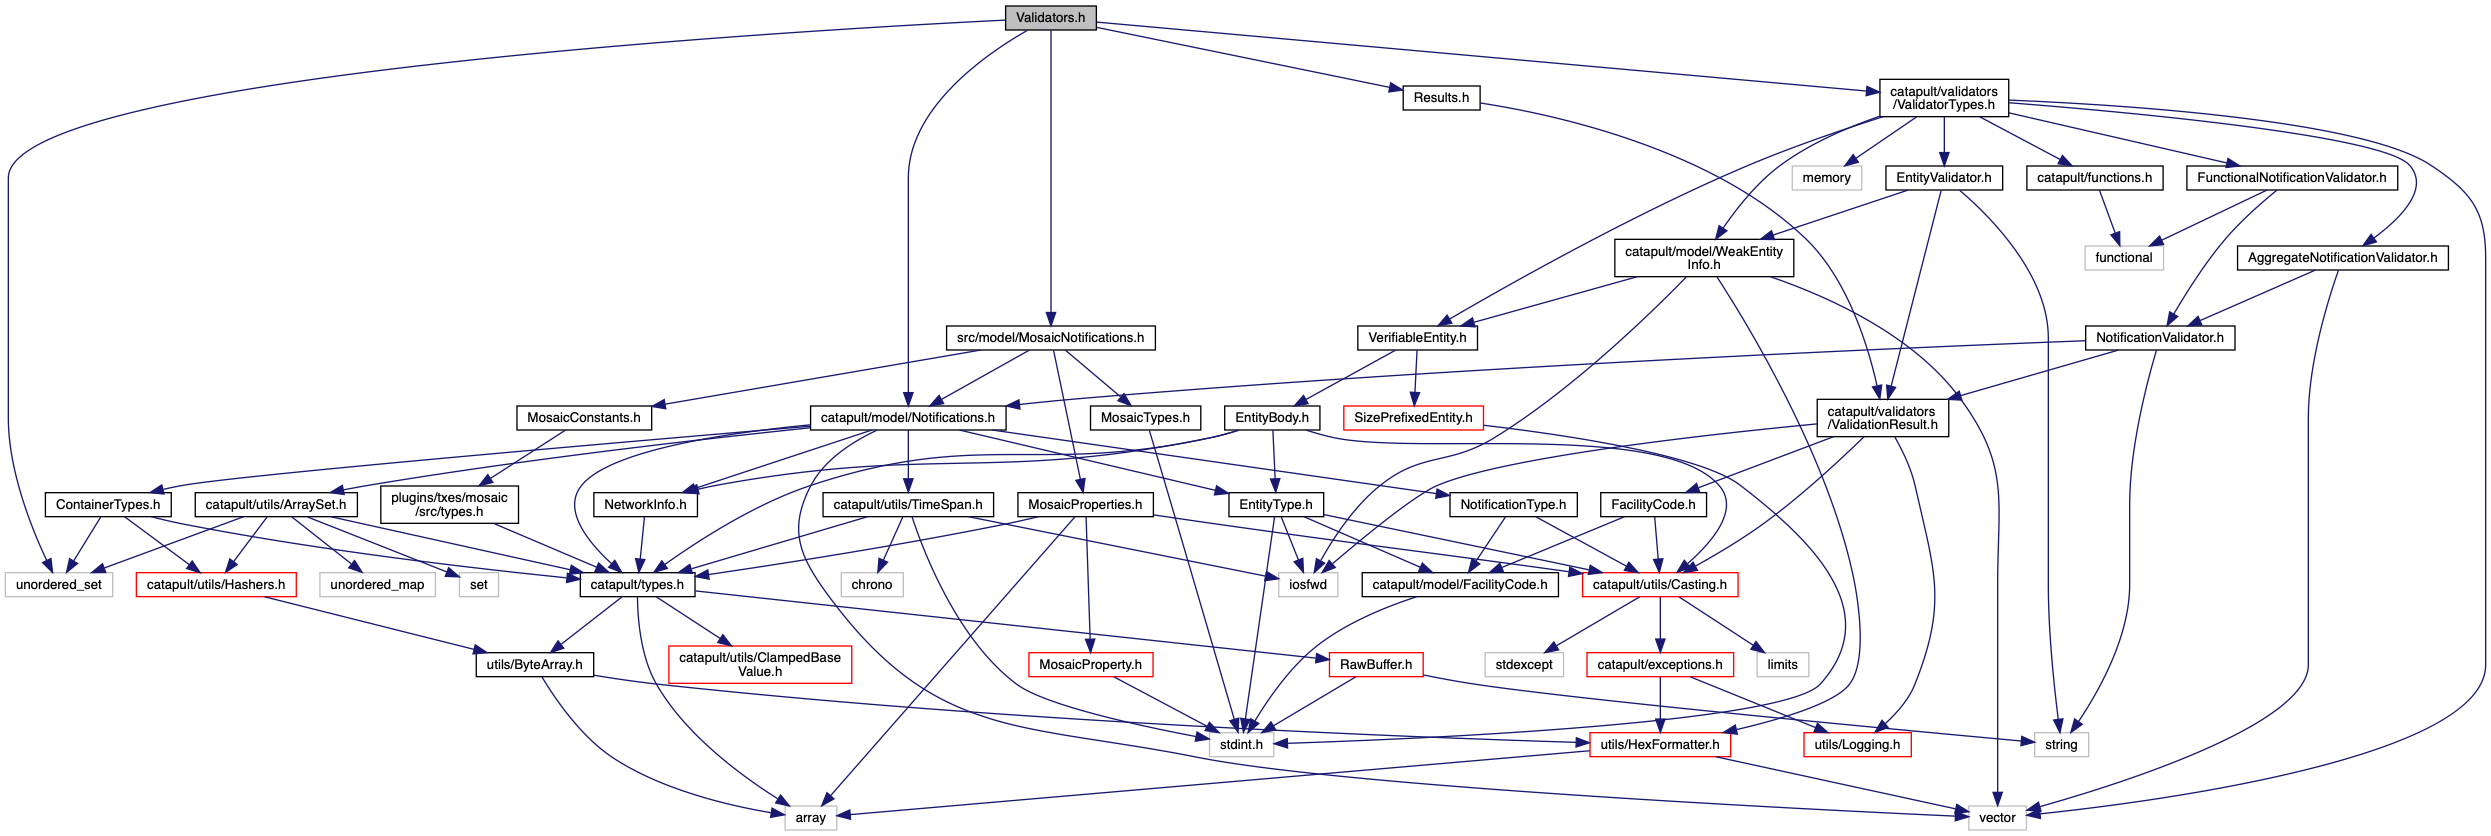 Validators.h
Results.h
catapult/validators
/ValidatorTypes.h
memory
EntityValidator.h
catapult/functions.h
FunctionalNotificationValidator.h
catapult/model/WeakEntity
Info.h
functional
AggregateNotificationValidator.h
src/model/MosaicNotifications.h
VerifiableEntity.h
NotificationValidator.h
MosaicConstants.h
catapult/model/Notifications.h
MosaicTypes.h
EntityBody.h
SizePrefixedEntity.h
catapult/validators
/ValidationResult.h
ContainerTypes.h
catapult/utils/ArraySet.h
plugins/txes/mosaic
/src/types.h
NetworkInfo.h
catapult/utils/TimeSpan.h
MosaicProperties.h
EntityType.h
NotificationType.h
FacilityCode.h
unordered_set
catapult/utils/Hashers.h
unordered_map
set
catapult/types.h
chrono
iosfwd
catapult/model/FacilityCode.h
catapult/utils/Casting.h
utils/ByteArray.h
catapult/utils/ClampedBase
Value.h
MosaicProperty.h
RawBuffer.h
stdexcept
catapult/exceptions.h
limits
stdint.h
utils/HexFormatter.h
utils/Logging.h
string
array
vector